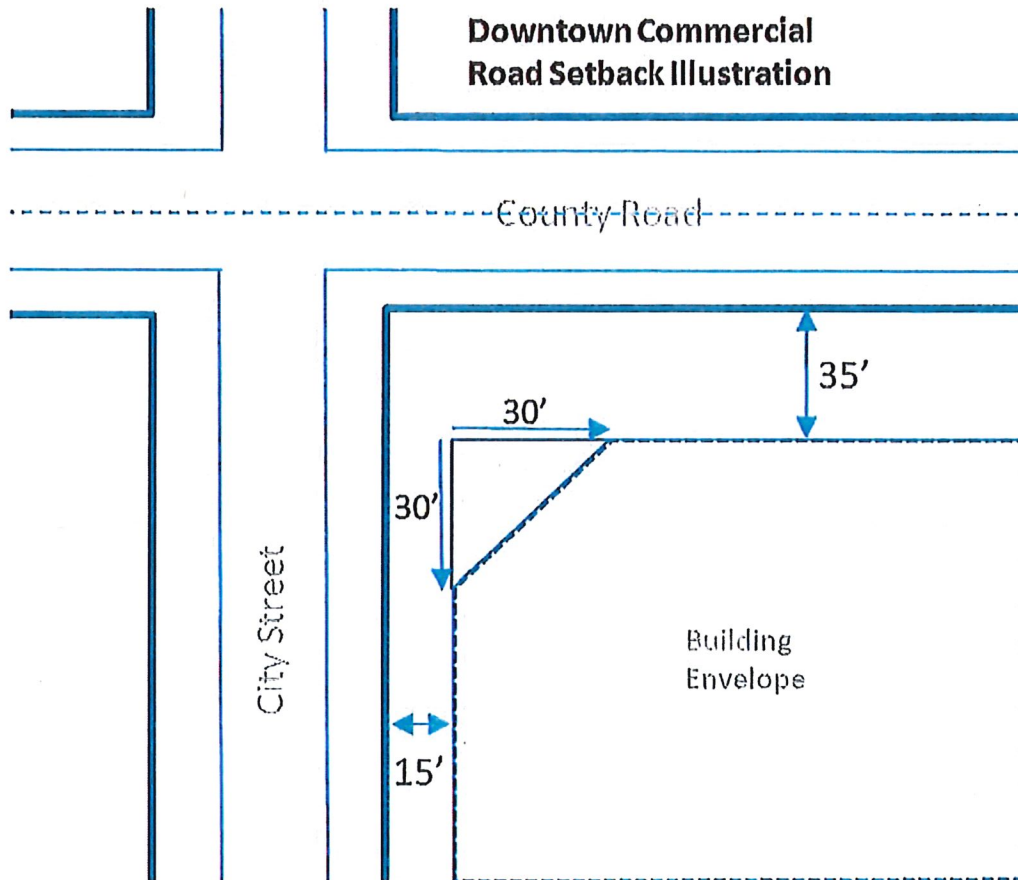 Downtown Commercial
Road Setback Illustration
County Road
35’
30’
30’
City Street
Building
Envelope
15’